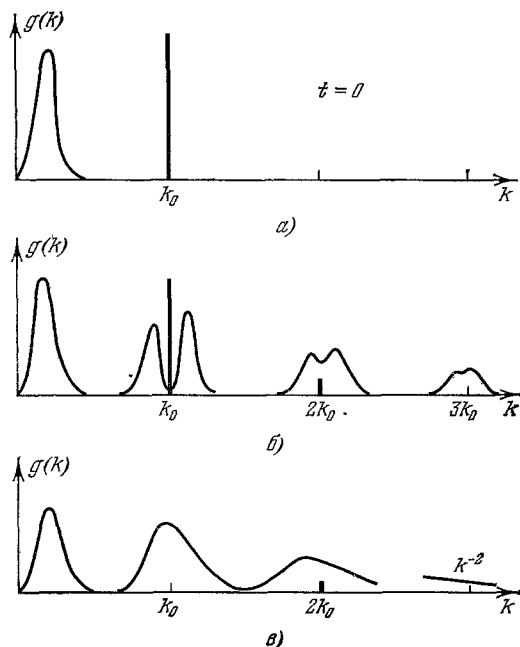 g(k)
t = 0
k₀
k
а)
g(k)
k₀
2k₀
3k₀
k
б)
g(k)
k⁻²
k₀
2k₀
k
в)